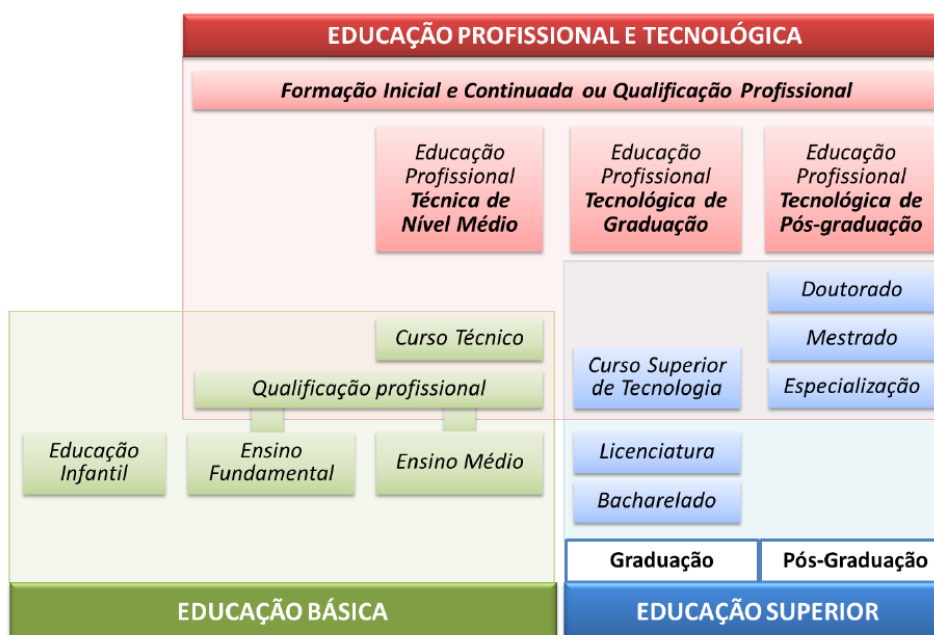 EDUCAÇÃO PROFISSIONAL E TECNOLÓGICA
Formação Inicial e Continuada ou Qualificação Profissional
Educação
Profissional
Técnica de
Nível Médio
Educação
Profissional
Tecnológica de
Graduação
Educação
Profissional
Tecnológica de
Pós-graduação
Doutorado
Curso Técnico
Mestrado
Curso Superior
de Tecnologia
Qualificação profissional
Especialização
Educação
Infantil
Ensino
Fundamental
Ensino Médio
Licenciatura
Bacharelado
Graduação
Pós-Graduação
EDUCAÇÃO BÁSICA
EDUCAÇÃO SUPERIOR